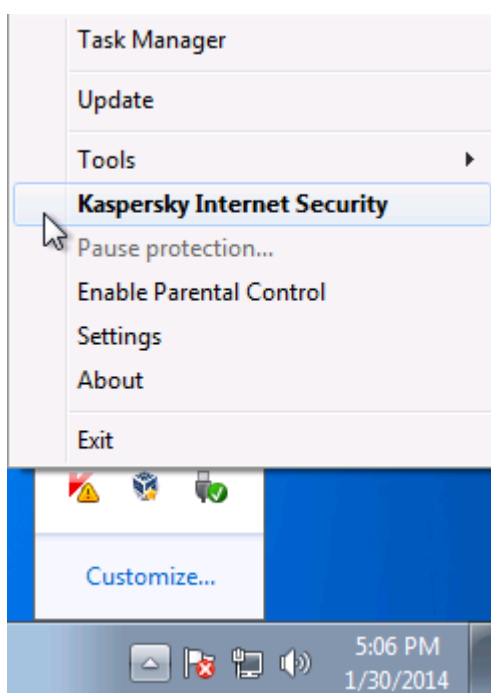 Task Manager
Update
Tools
Kaspersky Internet Security
Pause protection...
Enable Parental Control
Settings
About
Exit
Customize...
5:06 PM
1/30/2014